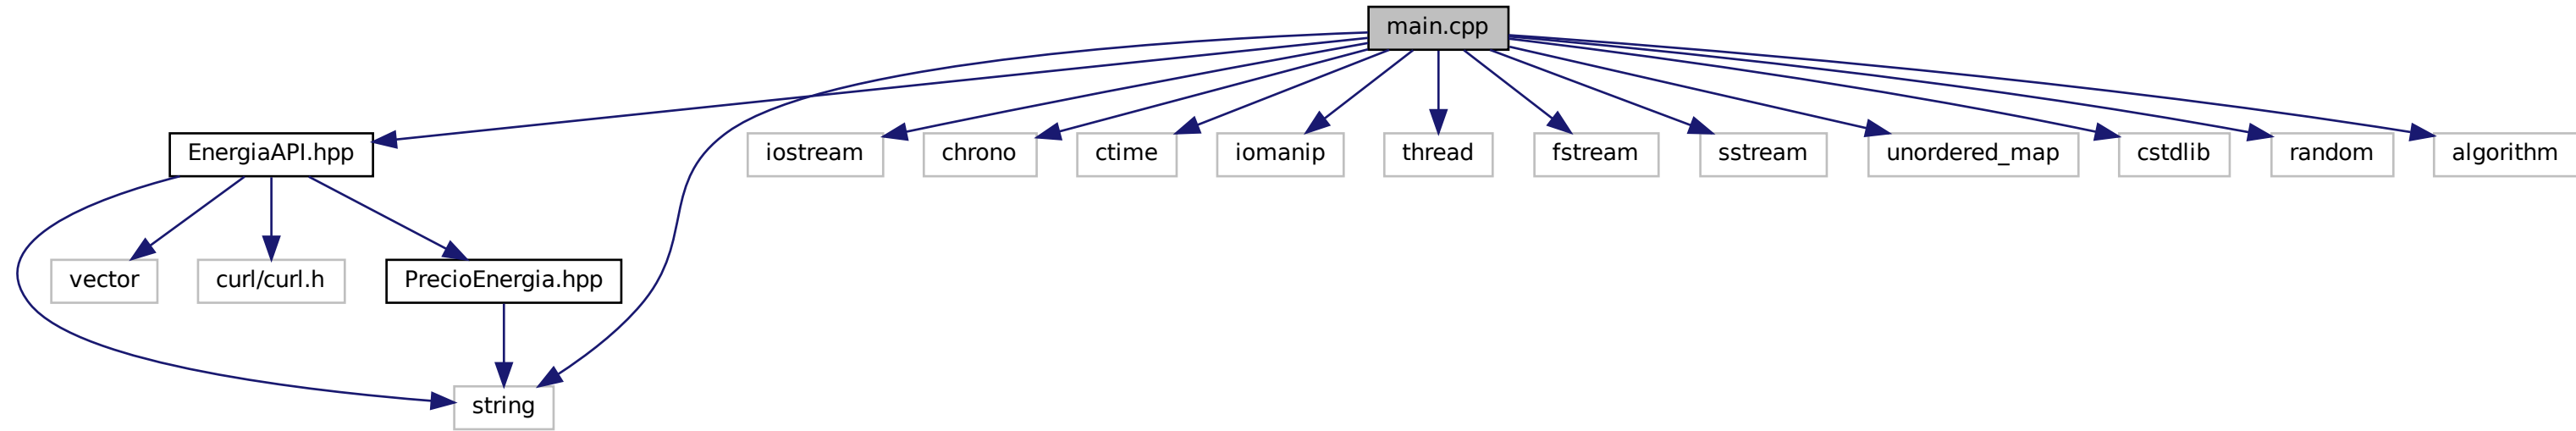 main.cpp
EnergiaAPI.hpp
iostream
chrono
ctime
iomanip
thread
fstream
sstream
unordered_map
cstdlib
random
algorithm
vector
curl/curl.h
PrecioEnergia.hpp
string